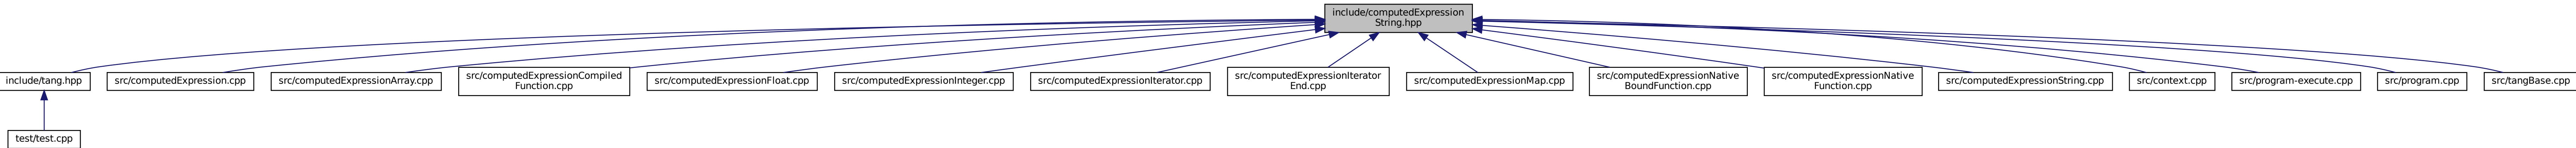 include/computedExpression
String.hpp
include/tang.hpp
src/computedExpression.cpp
src/computedExpressionArray.cpp
src/computedExpressionCompiled
Function.cpp
src/computedExpressionFloat.cpp
src/computedExpressionInteger.cpp
src/computedExpressionIterator.cpp
src/computedExpressionIterator
End.cpp
src/computedExpressionMap.cpp
src/computedExpressionNative
BoundFunction.cpp
src/computedExpressionNative
Function.cpp
src/computedExpressionString.cpp
src/context.cpp
src/program-execute.cpp
src/program.cpp
src/tangBase.cpp
test/test.cpp